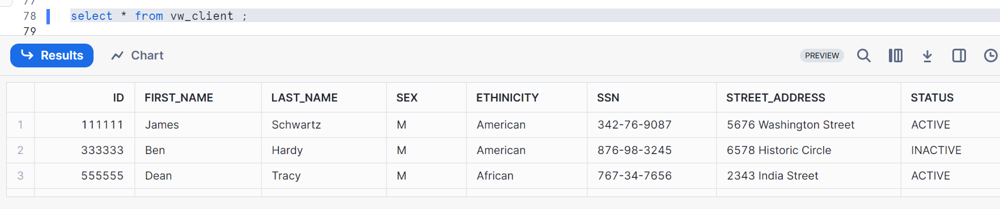 77
78 select * from vw_client ;
79
Results Chart PREVIEW
ID FIRST_NAME LAST_NAME SEX ETHINICITY SSN STREET_ADDRESS STATUS
1 111111 James Schwartz M American 342-76-9087 5676 Washington Street ACTIVE
2 333333 Ben Hardy M American 876-98-3245 6578 Historic Circle INACTIVE
3 555555 Dean Tracy M African 767-34-7656 2343 India Street ACTIVE